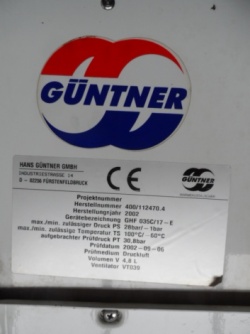 GÜNTNER
HANS GÜNTNER GMBH
INDUSTRIESTRASSE 14
D - 82256 FÜRSTENFELDBRUCK
CE
GÜNTNER
Projektnummer
Herstellnummer 400/112470.4
Herstellungsjahr 2002
Gerätebezeichnung GHF 035C/17-E
max./min. zulässiger Druck PS 28bar/-1bar
max./min. zulässige Temperatur TS 100°C/-60°C
aufgebrachter Prüfdruck PT 30.8bar
Prüfdatum 2002-05-06
Prüfmedium Druckluft
Volumen V 4,8 L
Ventilator VT039